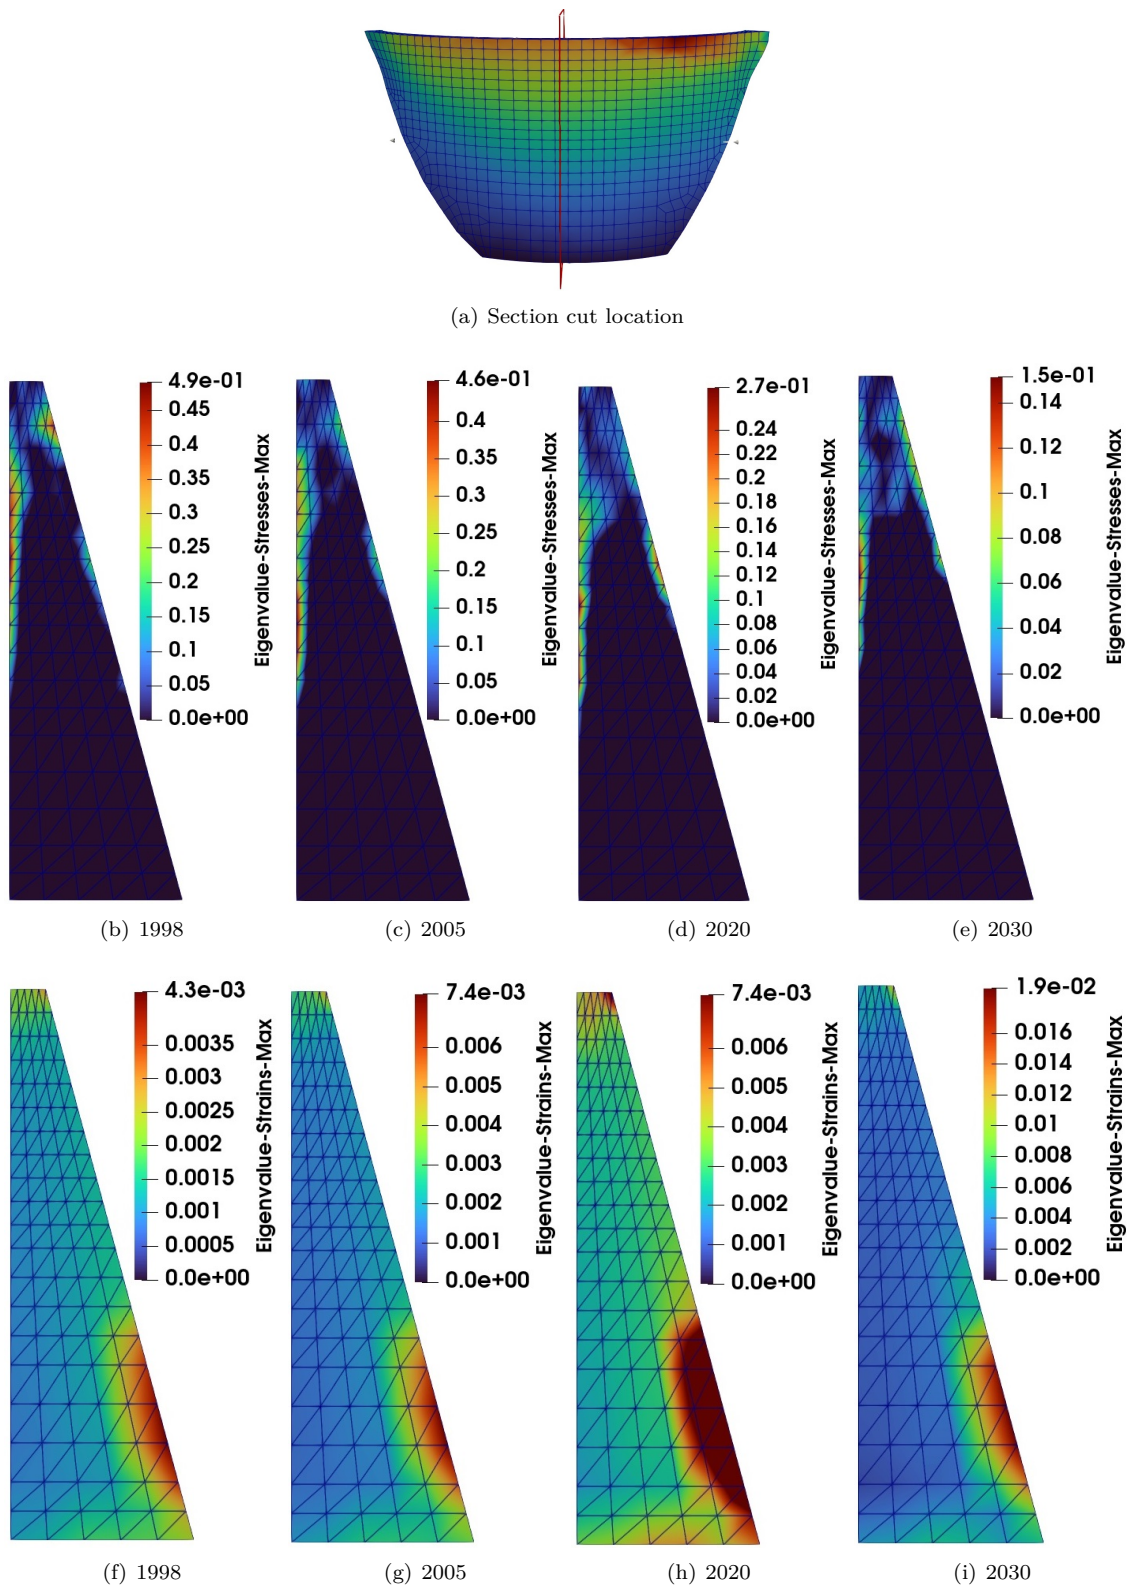 (a) Section cut location
4.9e-01
0.45
0.4
0.35
0.3
0.25
0.2
0.15
0.1
0.05
0.0e+00
Eigenvalue-Stresses-Max
4.6e-01
0.4
0.35
0.3
0.25
0.2
0.15
0.1
0.05
0.0e+00
Eigenvalue-Stresses-Max
2.7e-01
0.24
0.22
0.2
0.18
0.16
0.14
0.12
0.1
0.08
0.06
0.04
0.02
0.0e+00
Eigenvalue-Stresses-Max
1.5e-01
0.14
0.12
0.1
0.08
0.06
0.04
0.02
0.0e+00
Eigenvalue-Stresses-Max
(b) 1998
(c) 2005
(d) 2020
(e) 2030
4.3e-03
0.0035
0.003
0.0025
0.002
0.0015
0.001
0.0005
0.0e+00
Eigenvalue-Strains-Max
7.4e-03
0.006
0.005
0.004
0.003
0.002
0.001
0.0e+00
Eigenvalue-Strains-Max
7.4e-03
0.006
0.005
0.004
0.003
0.002
0.001
0.0e+00
Eigenvalue-Strains-Max
1.9e-02
0.016
0.014
0.012
0.01
0.008
0.006
0.004
0.002
0.0e+00
Eigenvalue-Strains-Max
(f) 1998
(g) 2005
(h) 2020
(i) 2030